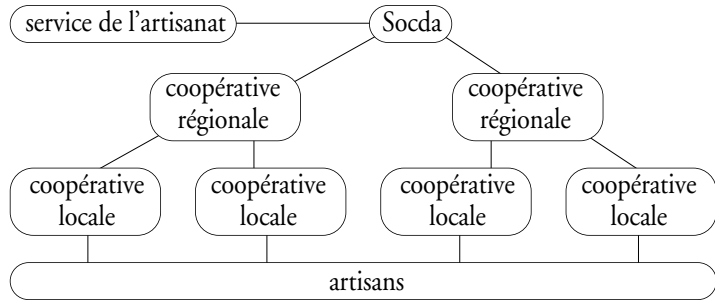 service de l’artisanat
Socda
coopérative
régionale
coopérative
régionale
coopérative
locale
coopérative
locale
coopérative
locale
coopérative
locale
artisans